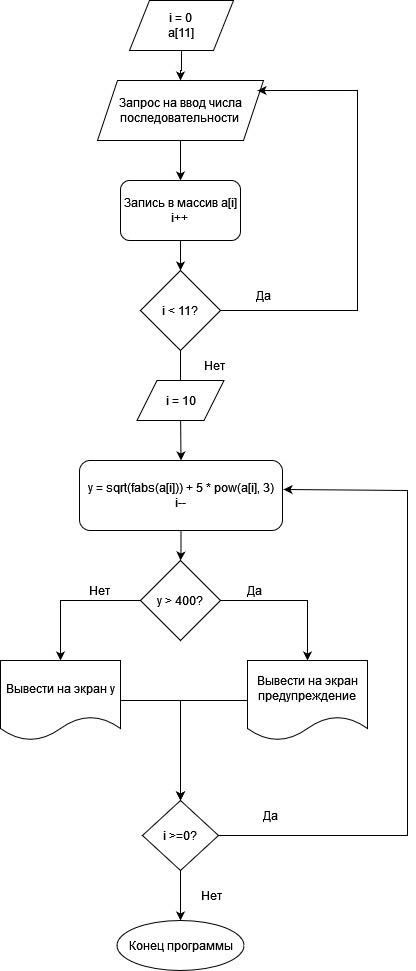 i = 0
a[11]
Запрос на ввод числа
последовательности
Запись в массив a[i]
i++
i < 11?
Да
Нет
i = 10
y = sqrt(fabs(a[i])) + 5 * pow(a[i], 3)
i--
y > 400?
Нет
Да
Вывести на экран y
Вывести на экран
предупреждение
i >=0?
Да
Нет
Конец программы